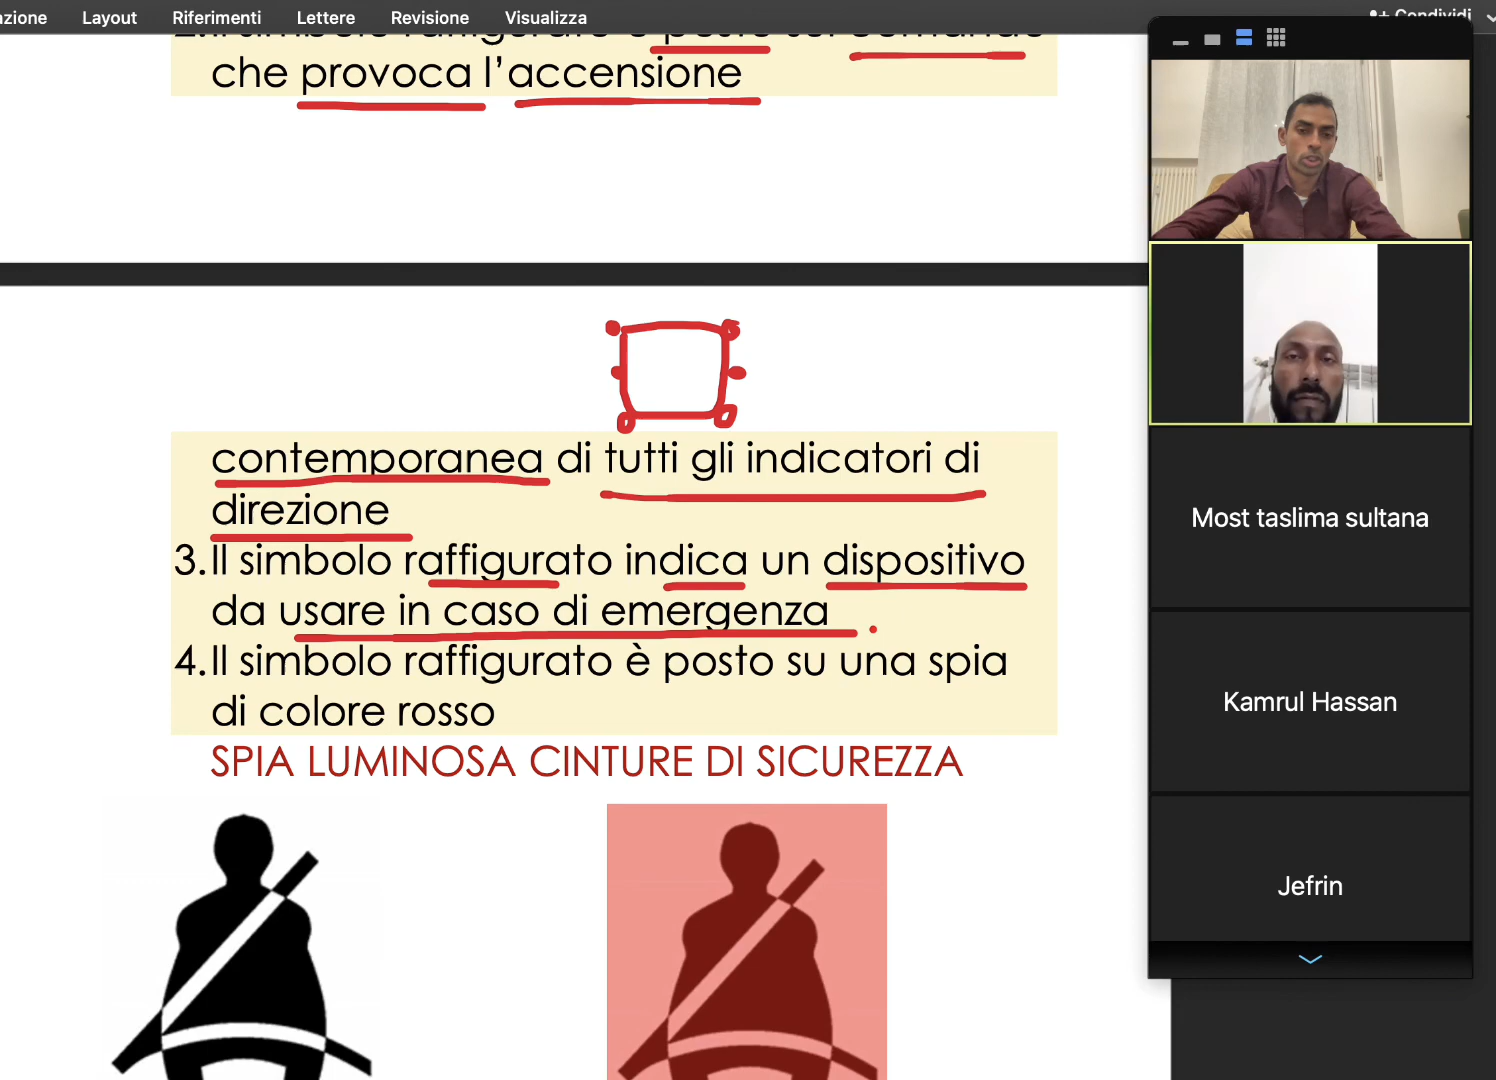 Layout Riferimenti Lettere Revisione Visualizza
che provoca l’accensione
contemporanea di tutti gli indicatori di
direzione
3. Il simbolo raffigurato indica un dispositivo
da usare in caso di emergenza
4. Il simbolo raffigurato è posto su una spia
di colore rosso
SPIA LUMINOSA CINTURE DI SICUREZZA
Most taslima sultana
Kamrul Hassan
Jefrin